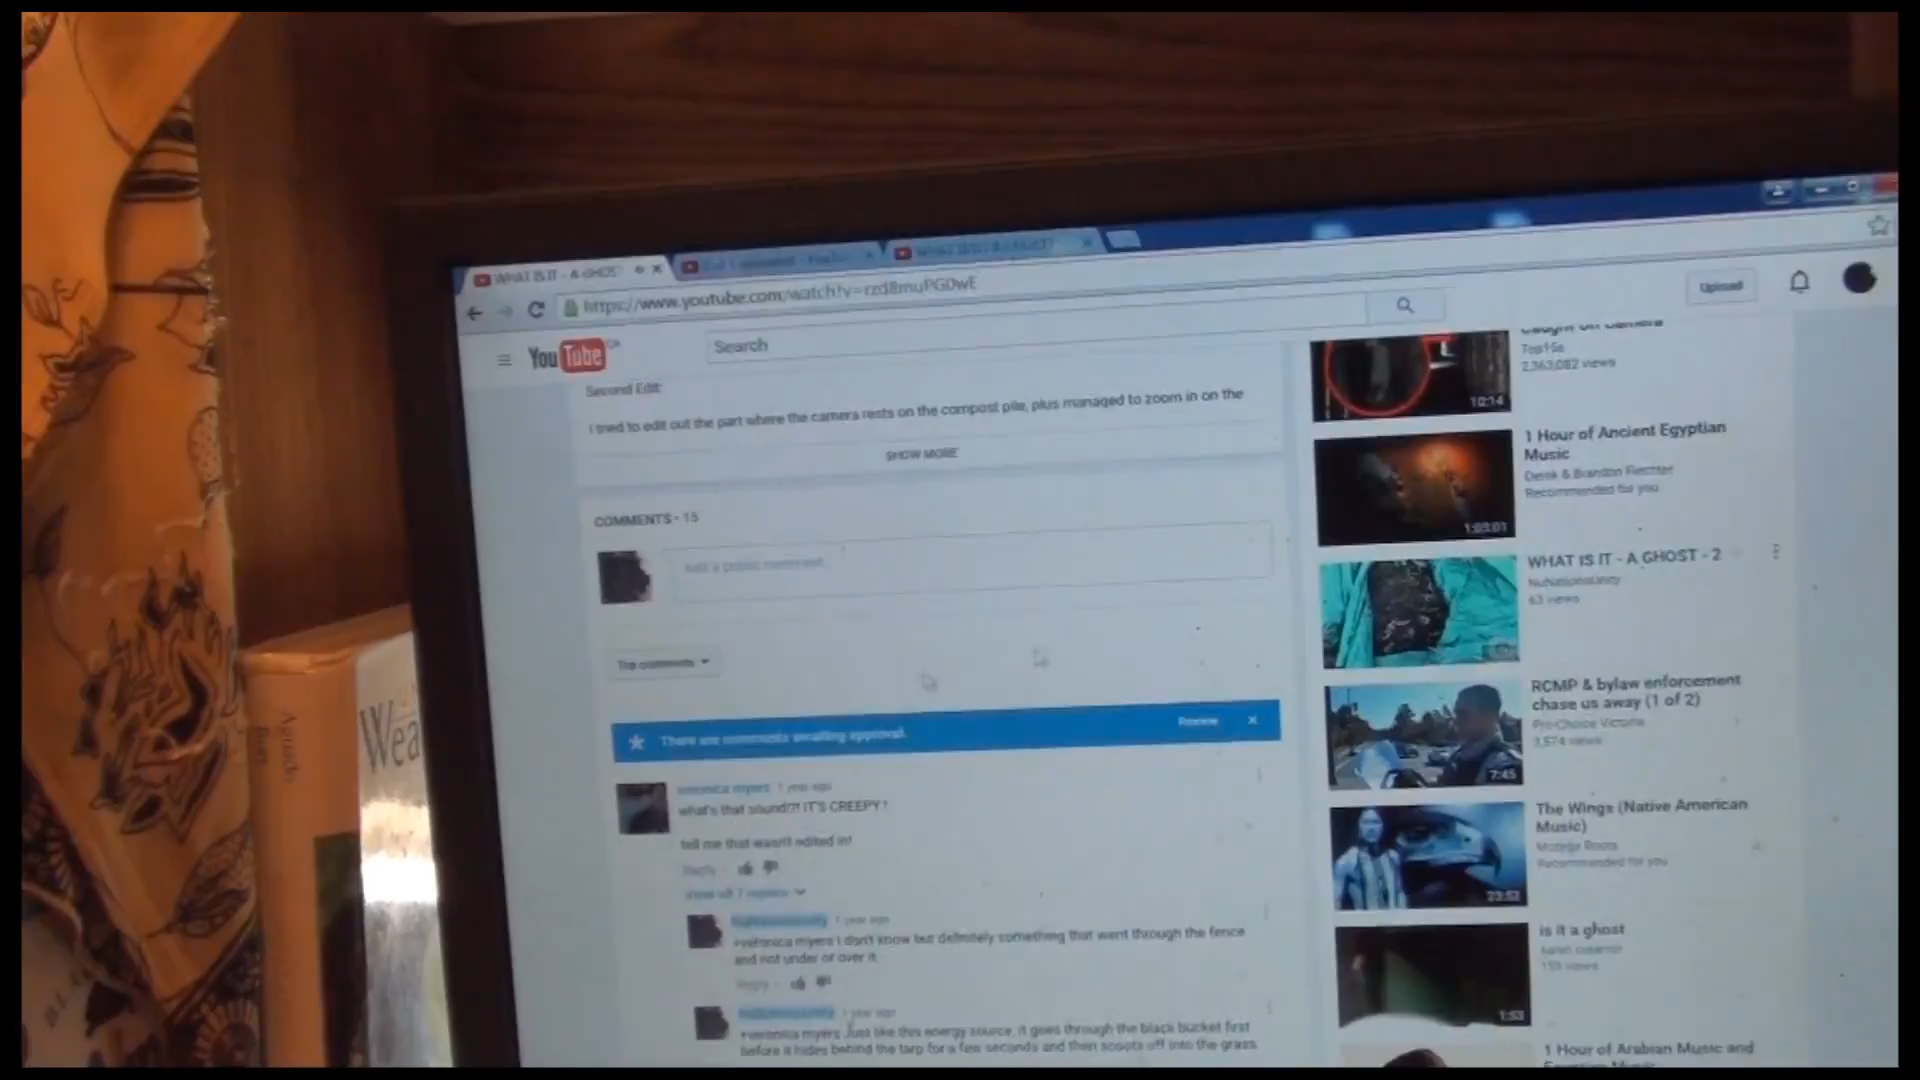 WHAT IS IT - A GHOS
https://www.youtube.com/watch?v=rzd8muPG0wE
YouTube CA
Search
Upload
Second Edit:
I tried to edit out the part where the camera rests on the compost pile, plus managed to zoom in on the
SHOW MORE
COMMENTS • 15
Add a public comment
Top comments
There are comments awaiting approval.
Review
veronica myers 1 year ago
what's that sound?!! IT'S CREEPY?
tell me that wasn't edited in!
Reply
View all 7 replies
1 year ago
+veronica myers I don't know but definitely something that went through the fence
and not under or over it.
Reply
1 year ago
+veronica myers Just like this energy source, it goes through the black bucket first
before it hides behind the tarp for a few seconds and then scoots off into the grass.
Caught on Camera
Top15s
2,363,082 views
10:14
1 Hour of Ancient Egyptian
Music
Derek & Brandon Fiechter
Recommended for you
1:03:01
WHAT IS IT - A GHOST - 2
NuNationsUnity
63 views
RCMP & bylaw enforcement
chase us away (1 of 2)
Pro-Choice Victoria
3,574 views
7:45
The Wings (Native American
Music)
Roots
Recommended for you
23:53
is it a ghost
159 views
1:53
1 Hour of Arabian Music and
Egyptian Music
Wea